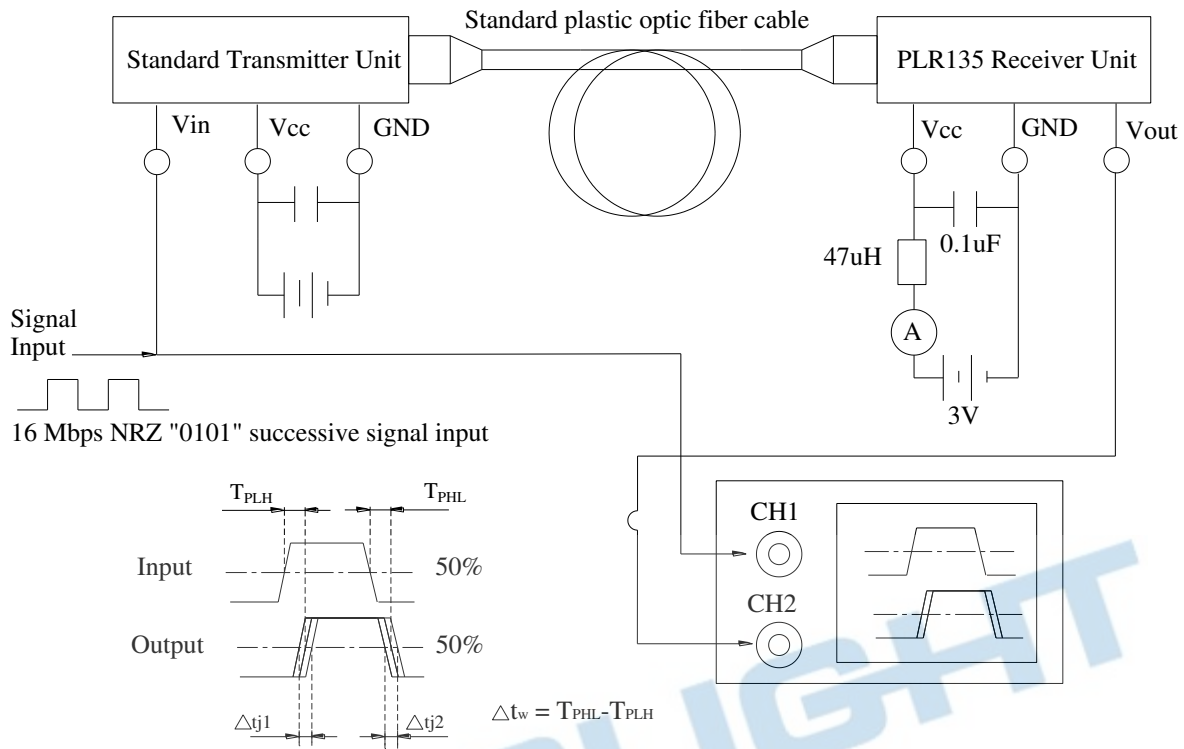 Standard plastic optic fiber cable
Standard Transmitter Unit
PLR135 Receiver Unit
Vin
Vcc
GND
Vcc
GND
Vout
0.1uF
47uH
A
3V
Signal
Input
16 Mbps NRZ "0101" successive signal input
TPLH
TPHL
Input
50%
Output
50%
△tj1
△tj2
△tw = TPHL-TPLH
CH1
CH2